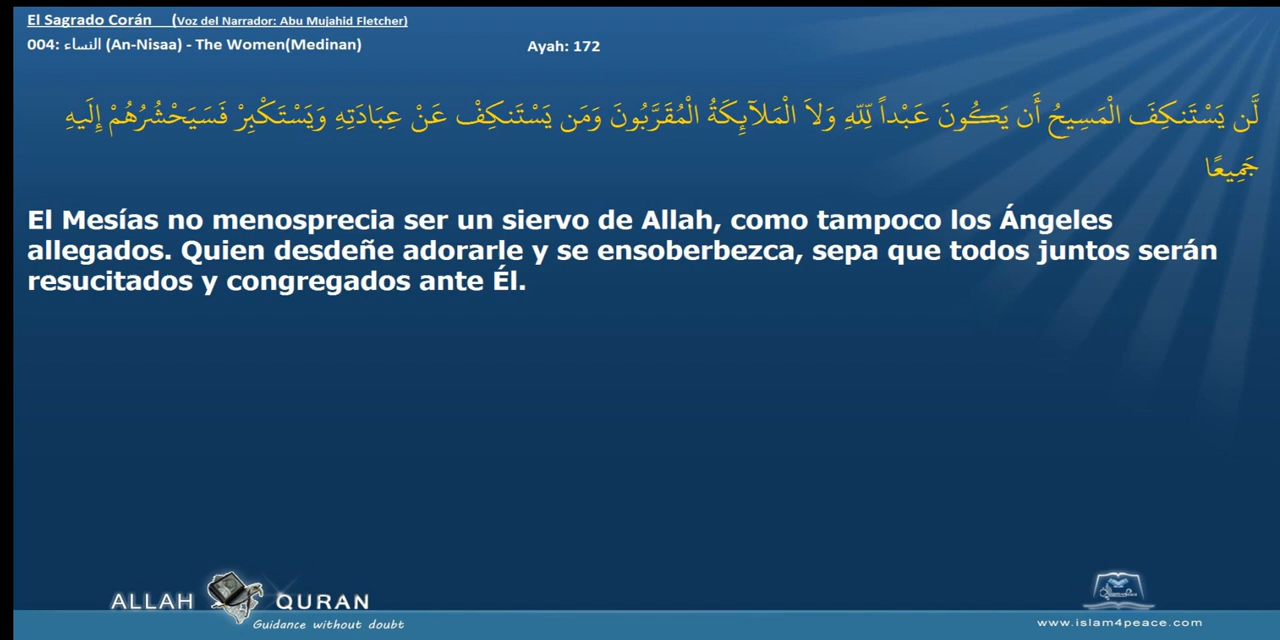 El Sagrado Corán (Voz del Narrador: Abu Mujahid Fletcher)
004: النساء (An-Nisaa) - The Women(Medinan) Ayah: 172
لَّن يَسْتَنكِفَ الْمَسِيحُ أَن يَكُونَ عَبْداً لِّلّهِ وَلاَ الْمَلآئِكَةُ الْمُقَرَّبُونَ وَمَن يَسْتَنكِفْ عَنْ عِبَادَتِهِ وَيَسْتَكْبِرْ فَسَيَحْشُرُهُمْ إِلَيهِ
جَمِيعًا
El Mesías no menosprecia ser un siervo de Allah, como tampoco los Ángeles
allegados. Quien desdeñe adorarle y se ensoberbezca, sepa que todos juntos serán
resucitados y congregados ante Él.
ALLAH QURAN
Guidance without doubt
www.islam4peace.com